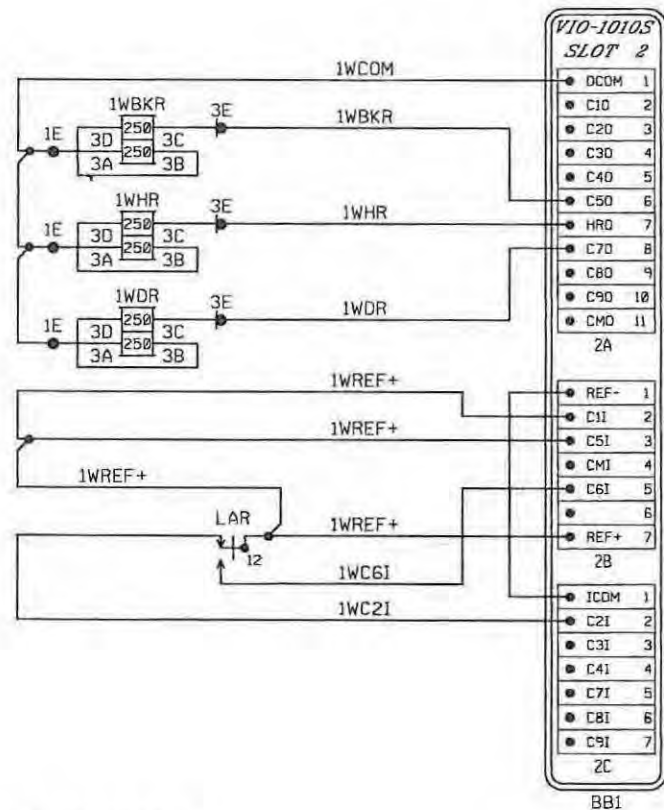 VIO-1010S
SLOT 2
1WCOM
DCOM 1
1WBKR
3E
1WBKR
C1O 2
1E
3D
250
3C
C2O 3
3A
250
3B
C3O 4
C4O 5
1WHR
3E
1WHR
C5O 6
HRO 7
1E
3D
250
3C
C7O 8
3A
250
3B
C8O 9
1WDR
3E
1WDR
C9O 10
1E
3D
250
3C
CMO 11
3A
250
3B
2A
1WREF+
REF- 1
C1I 2
1WREF+
C5I 3
CMI 4
1WREF+
C6I 5
6
LAR
1WREF+
REF+ 7
12
2B
1WC6I
ICOM 1
1WC2I
C2I 2
C3I 3
C4I 4
C7I 5
C8I 6
C9I 7
2C
BB1